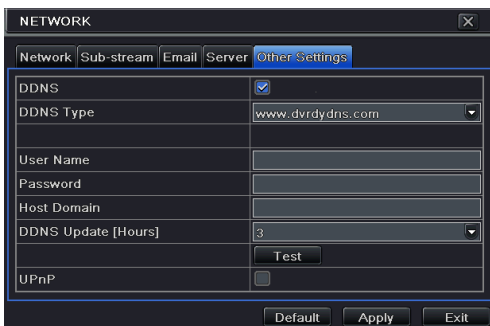 NETWORK
Network Sub-stream Email Server Other Settings
DDNS
DDNS Type www.dvrdydns.com
User Name
Password
Host Domain
DDNS Update [Hours] 3
Test
UPnP
Default Apply Exit